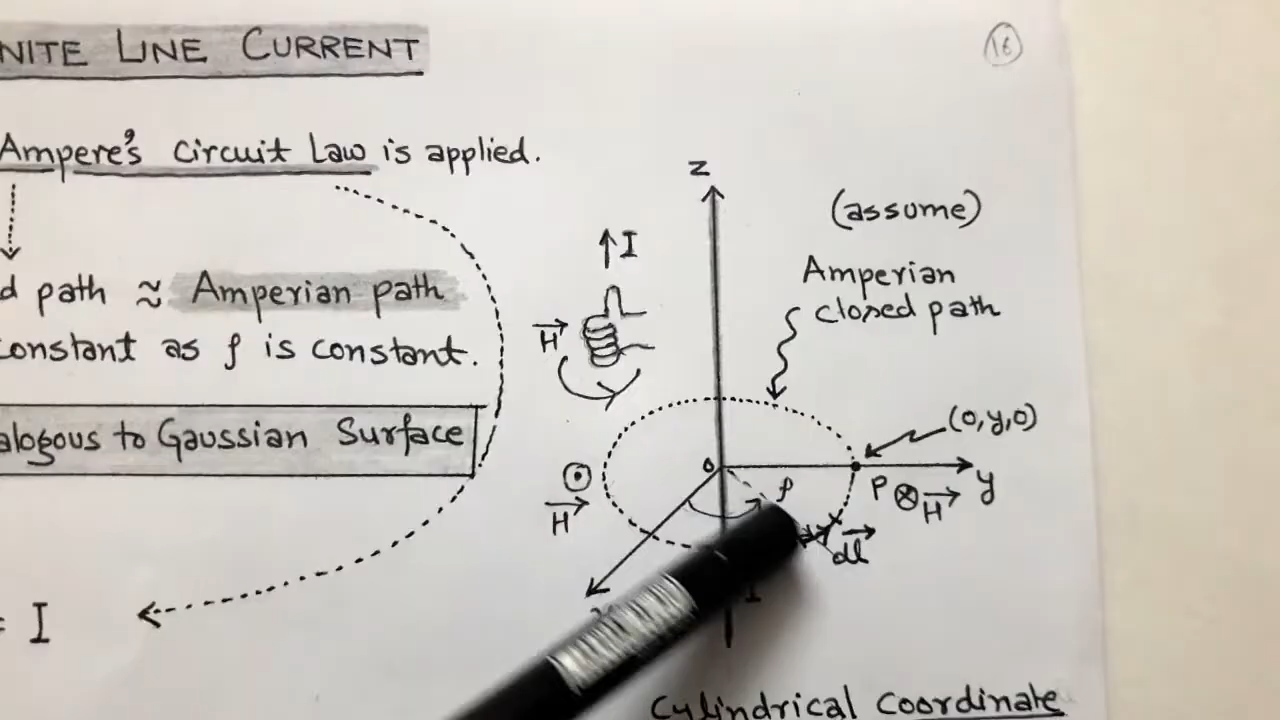 NITE LINE CURRENT
16
Ampere's Circuit Law is applied.
d path ≈ Amperian path
constant as ρ is constant.
alogous to Gaussian Surface
= I
Z
(assume)
I
Amperian
closed path
H
(0,y,0)
0
ρ
P
H
y
H
dl
I
Cylindrical Coordinate